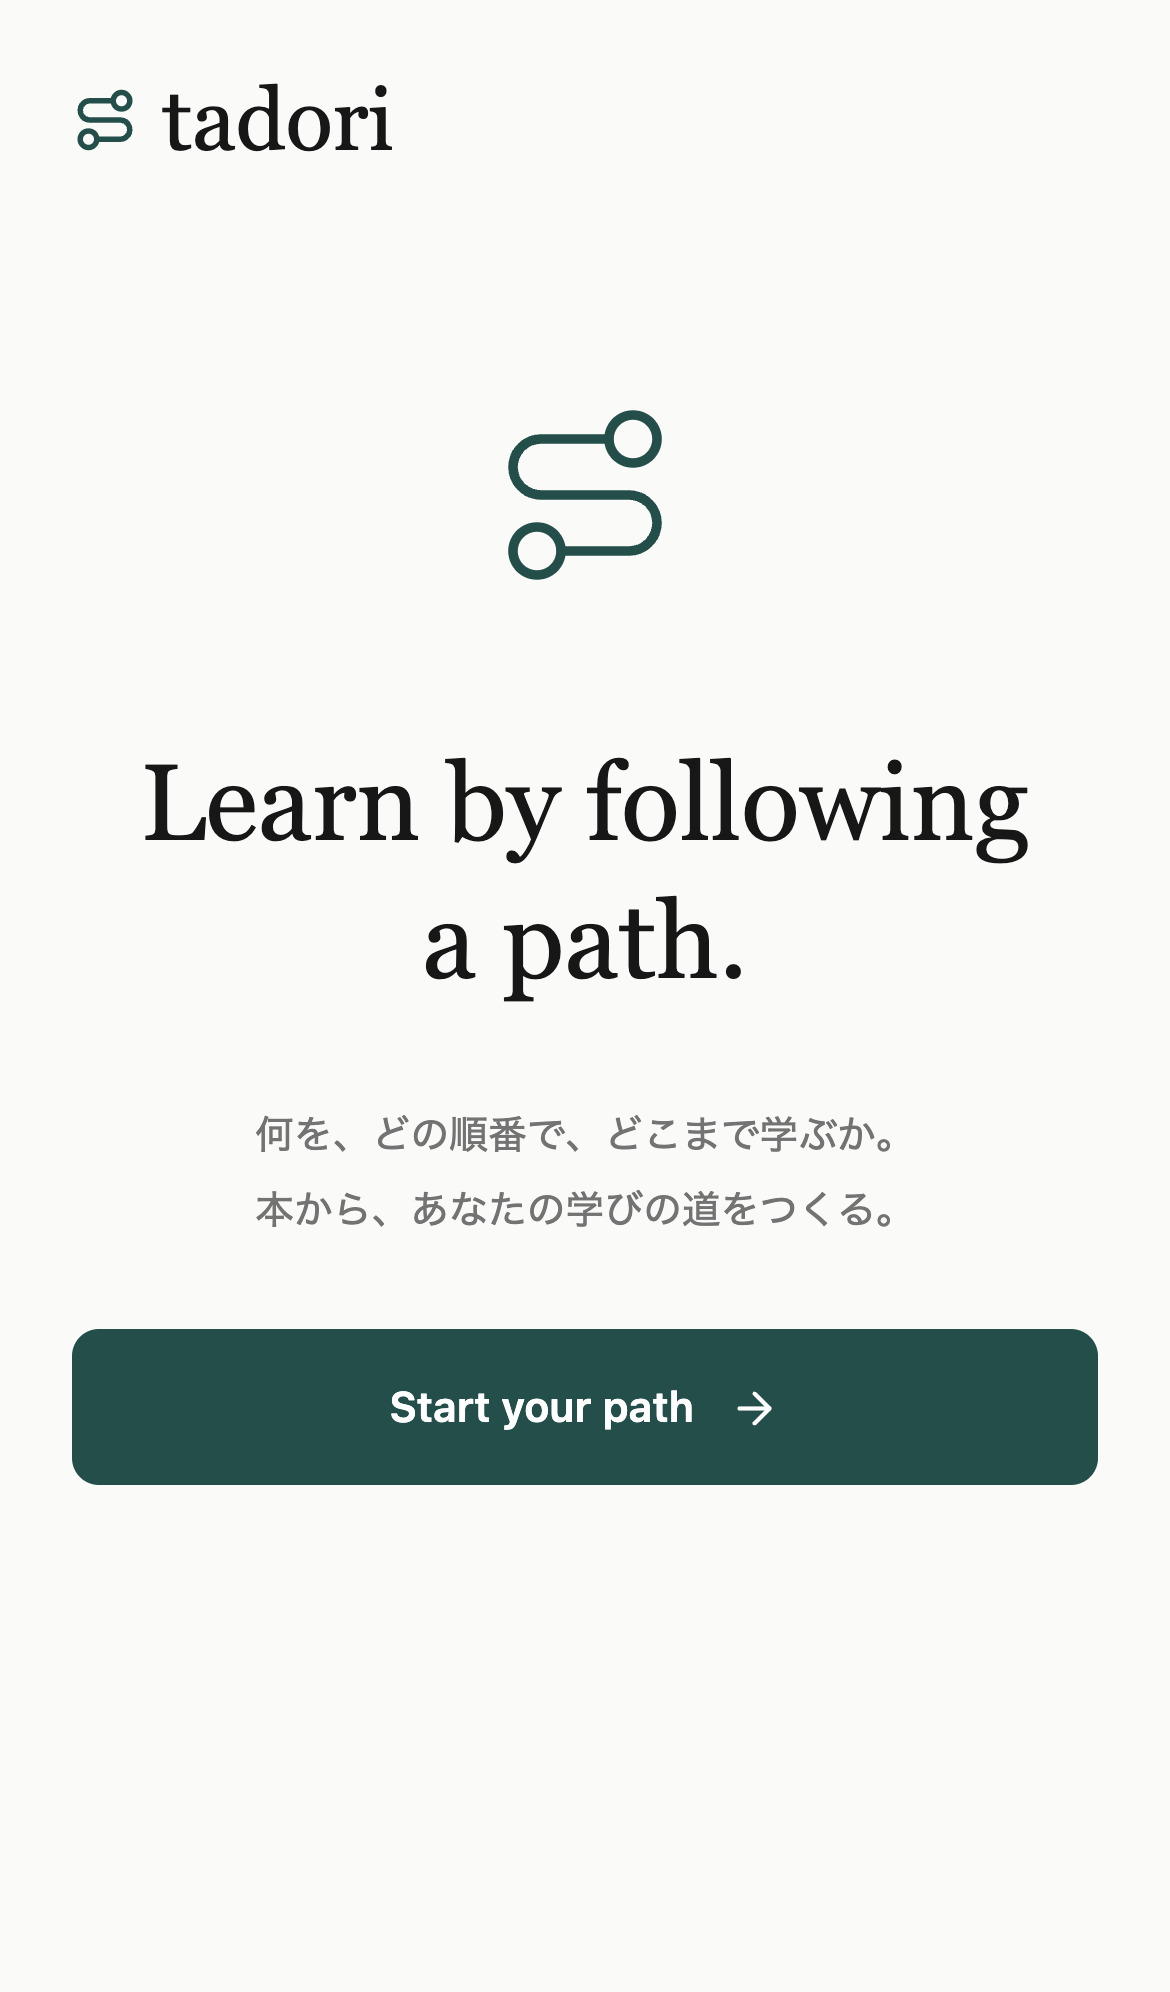 tadori
Learn by following
a path.
何を、どの順番で、どこまで学ぶか。
本から、あなたの学びの道をつくる。
Start your path →